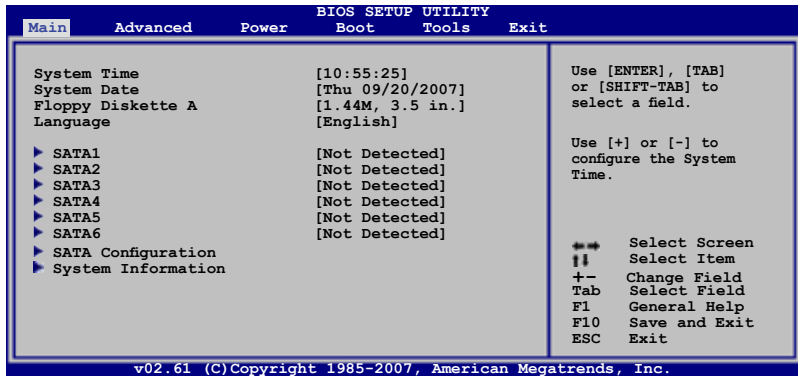 BIOS SETUP UTILITY
Main Advanced Power Boot Tools Exit
System Time [10:55:25]
System Date [Thu 09/20/2007]
Floppy Diskette A [1.44M, 3.5 in.]
Language [English]
SATA1 [Not Detected]
SATA2 [Not Detected]
SATA3 [Not Detected]
SATA4 [Not Detected]
SATA5 [Not Detected]
SATA6 [Not Detected]
SATA Configuration
System Information
Use [ENTER], [TAB]
or [SHIFT-TAB] to
select a field.
Use [+] or [-] to
configure the System
Time.
Select Screen
Select Item
+- Change Field
Tab Select Field
F1 General Help
F10 Save and Exit
ESC Exit
v02.61 (C)Copyright 1985-2007, American Megatrends, Inc.